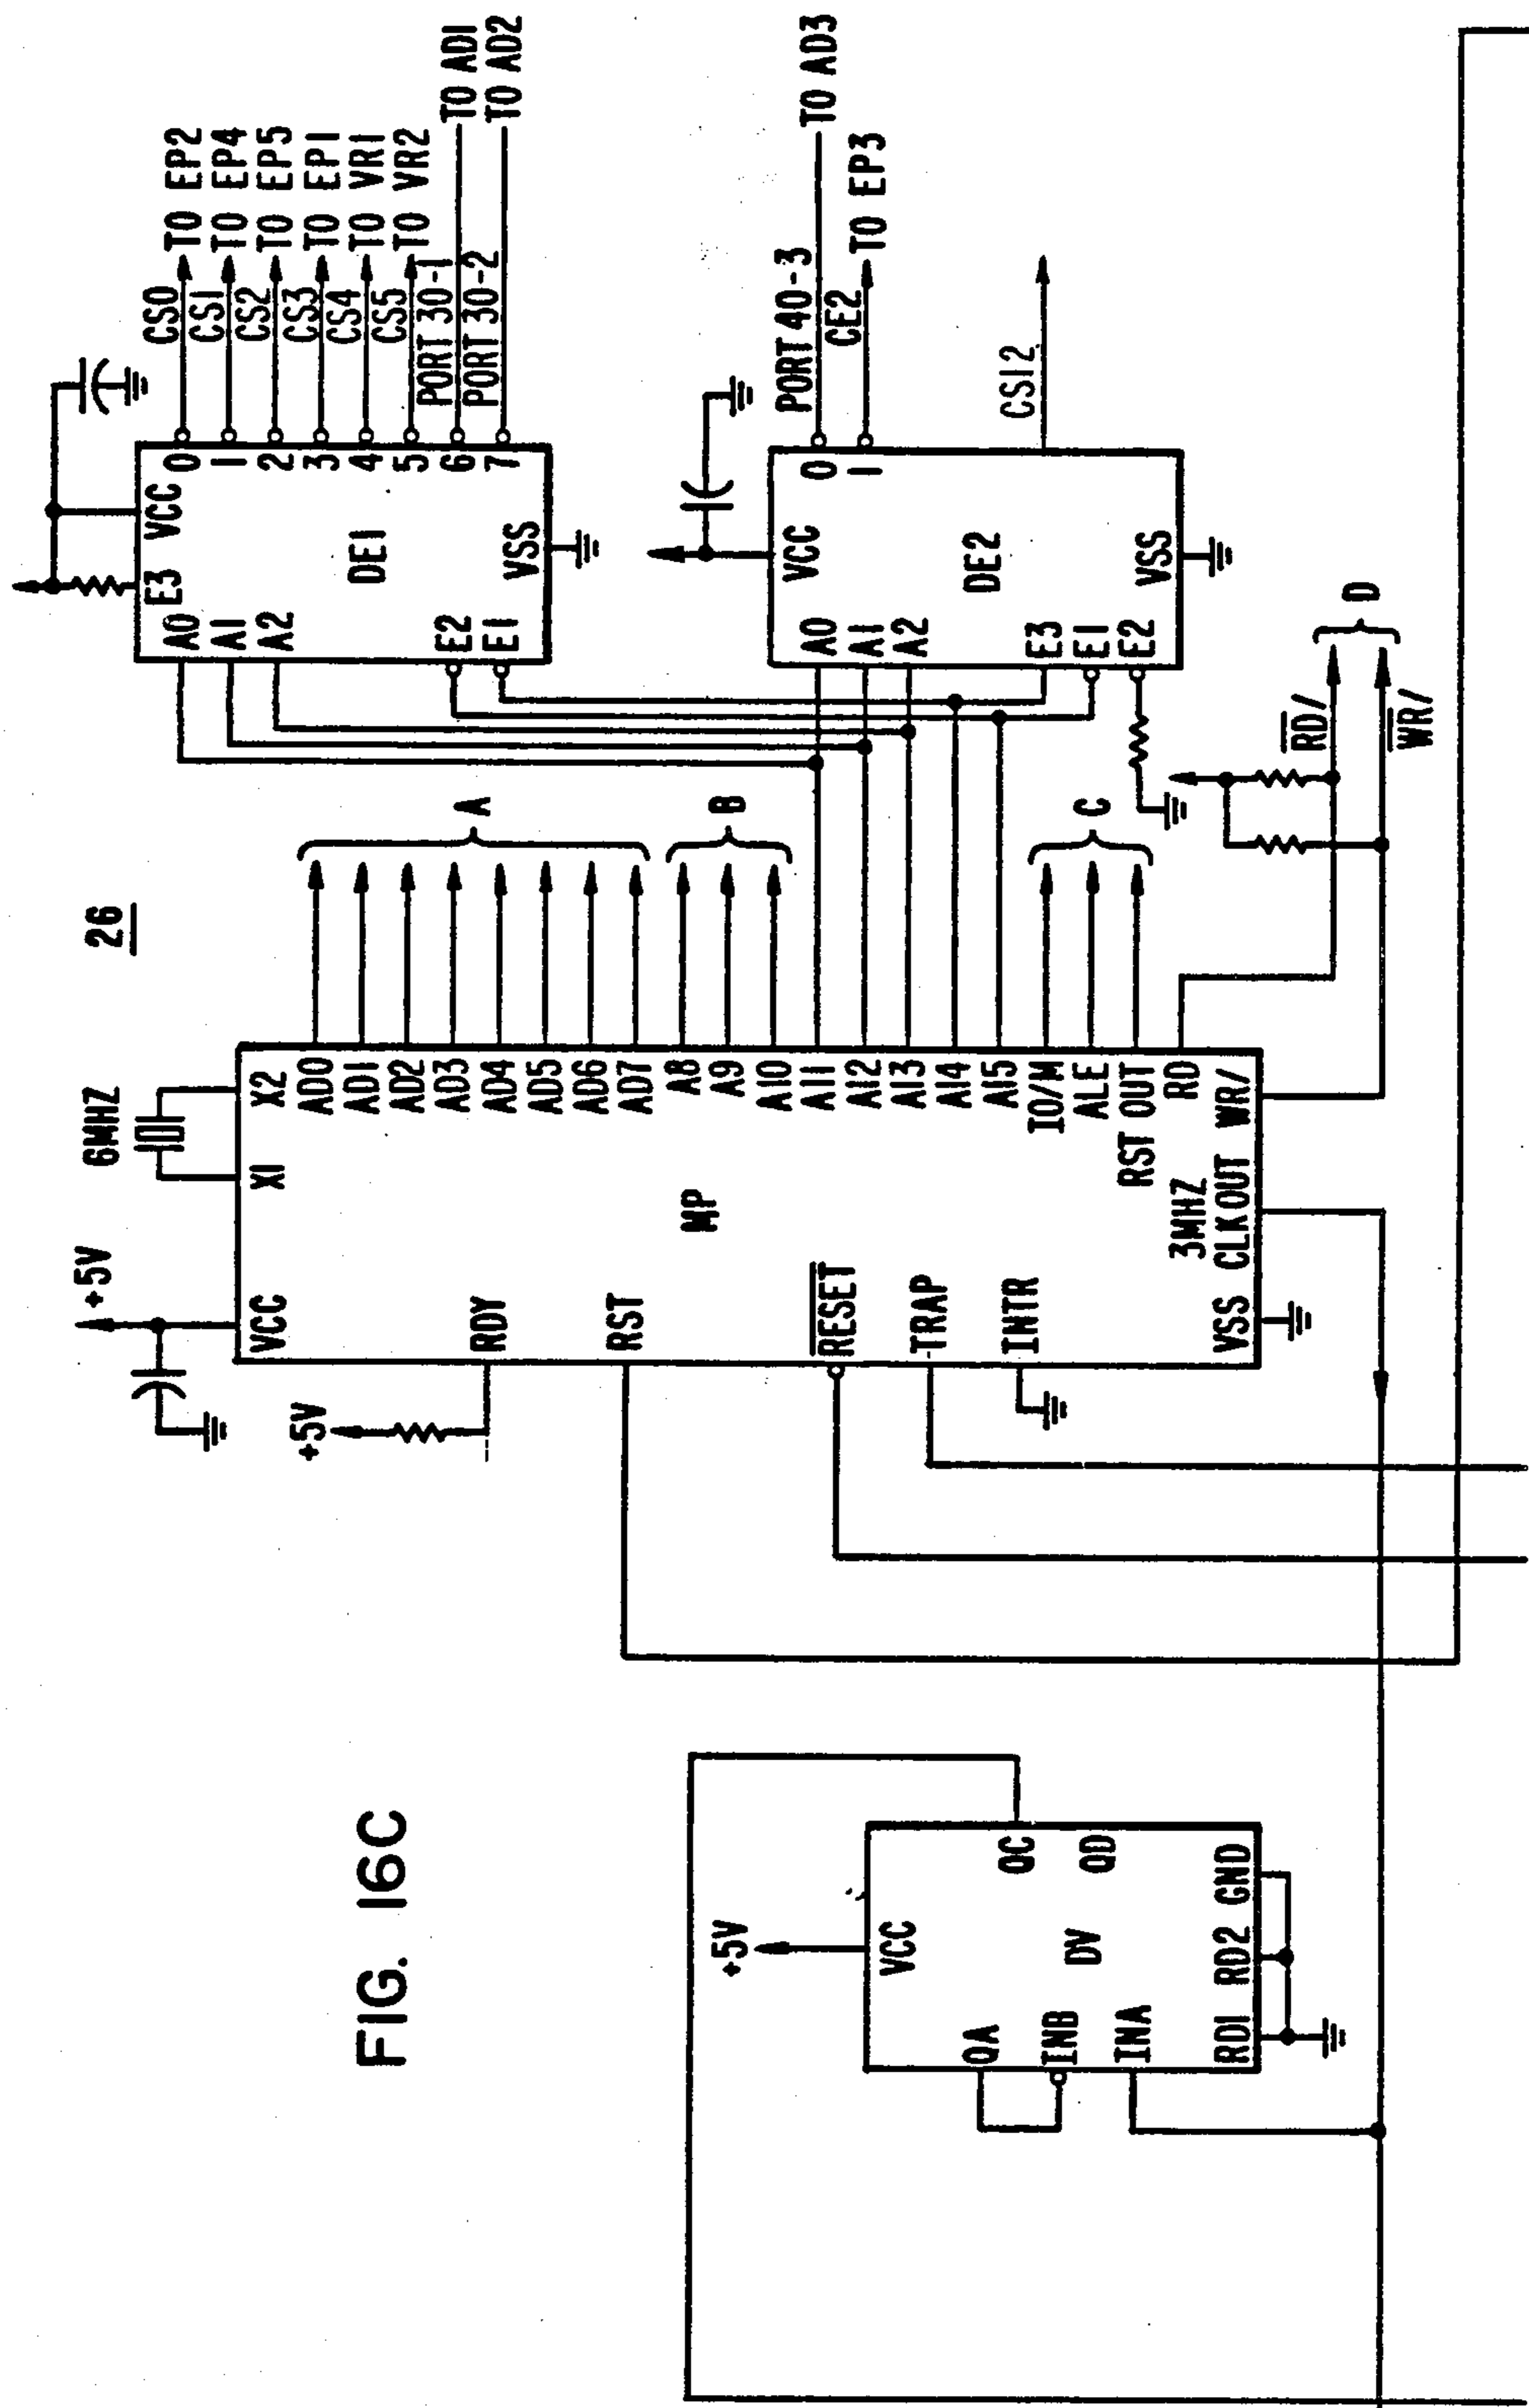 FIG. 16C
26
+5V
6MHZ
VCC
X1
X2
+5V
RDY
RST
RESET
TRAP
INTR
VSS
MP
3MHZ
CLKOUT
WR/
AD0
AD1
AD2
AD3
AD4
AD5
AD6
AD7
A8
A9
A10
A11
A12
A13
A14
A15
IO/M
ALE
RST OUT
RD
A
B
C
E3
VCC
A0
A1
A2
E2
E1
DE1
VSS
0
1
2
3
4
5
6
7
CS0 TO EP2
CS1 TO EP4
CS2 TO EP5
CS3 TO EP1
CS4 TO VR1
CS5 TO VR2
PORT 30-1 TO AD1
PORT 30-2 TO AD2
VCC
A0
A1
A2
E3
E1
E2
DE2
VSS
0
1
PORT 40-3 TO AD3
CE2 TO EP3
CS12
RD/
WR/
D
+5V
VCC
QA
INB
INA
DV
QC
QD
RD1
RD2
GND